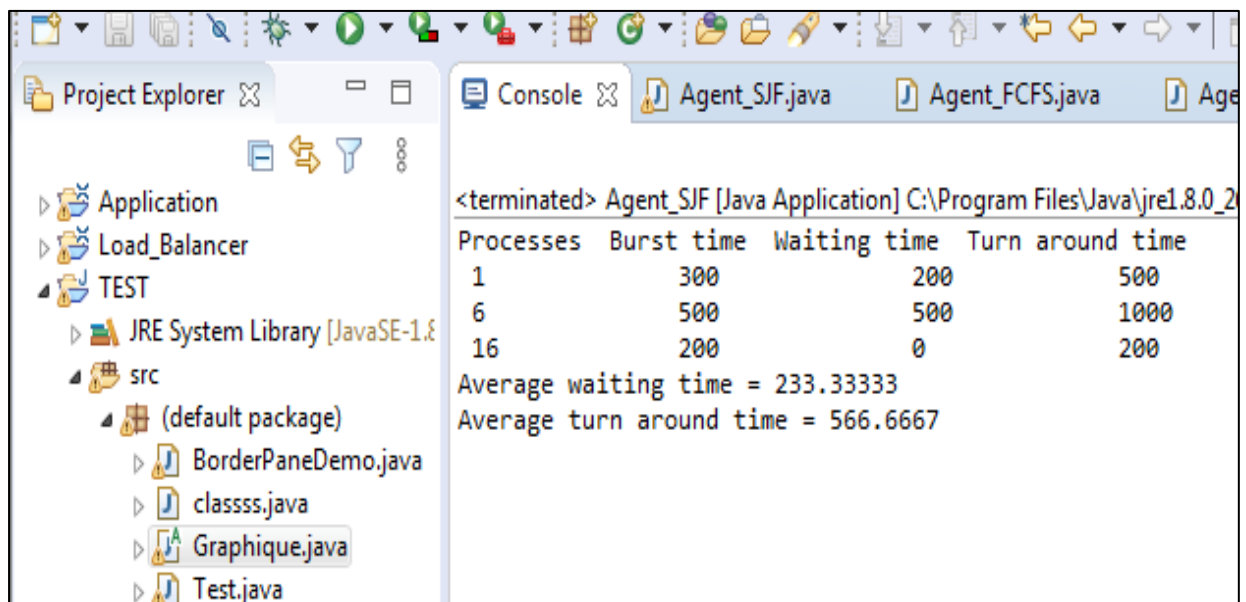 Project Explorer
Application
Load_Balancer
TEST
JRE System Library [JavaSE-1.8
src
(default package)
BorderPaneDemo.java
classss.java
Graphique.java
Test.java
Console Agent_SJF.java Agent_FCFS.java Age
<terminated> Agent_SJF [Java Application] C:\Program Files\Java\jre1.8.0_2
Processes Burst time Waiting time Turn around time
1 300 200 500
6 500 500 1000
16 200 0 200
Average waiting time = 233.33333
Average turn around time = 566.6667